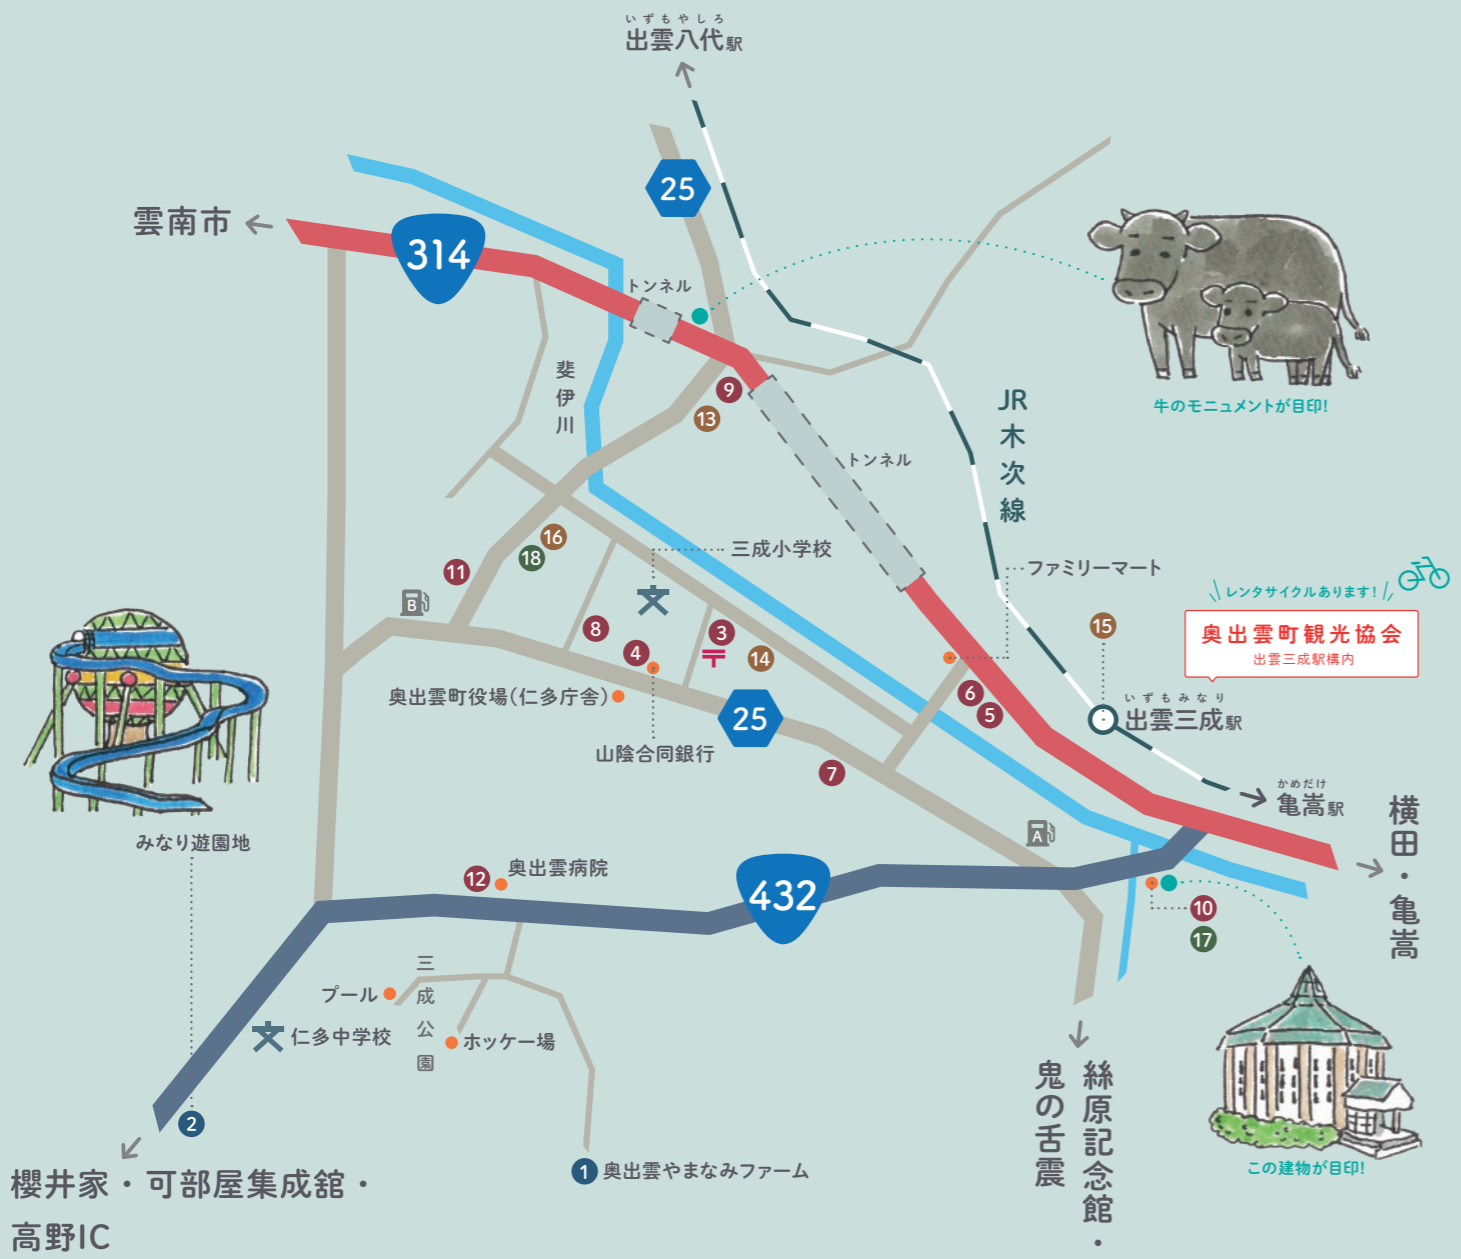 いずもやしろ
出雲八代駅
25
雲南市
314
トンネル
斐伊川
9
13
トンネル
JR木次線
牛のモニュメントが目印!
16
18
11
三成小学校
ファミリーマート
レンタサイクルあります!
奥出雲町観光協会
出雲三成駅構内
B
8
4
3
14
15
奥出雲町役場(仁多庁舎)
山陰合同銀行
25
6
5
いずもみなり
出雲三成駅
7
かめだけ
亀嵩駅
横田・亀嵩
A
みなり遊園地
12
奥出雲病院
432
10
17
三成公園
プール
仁多中学校
ホッケー場
2
1
奥出雲やまなみファーム
絲原記念館・
鬼の舌震
この建物が目印!
櫻井家・可部屋集成舘・
高野IC